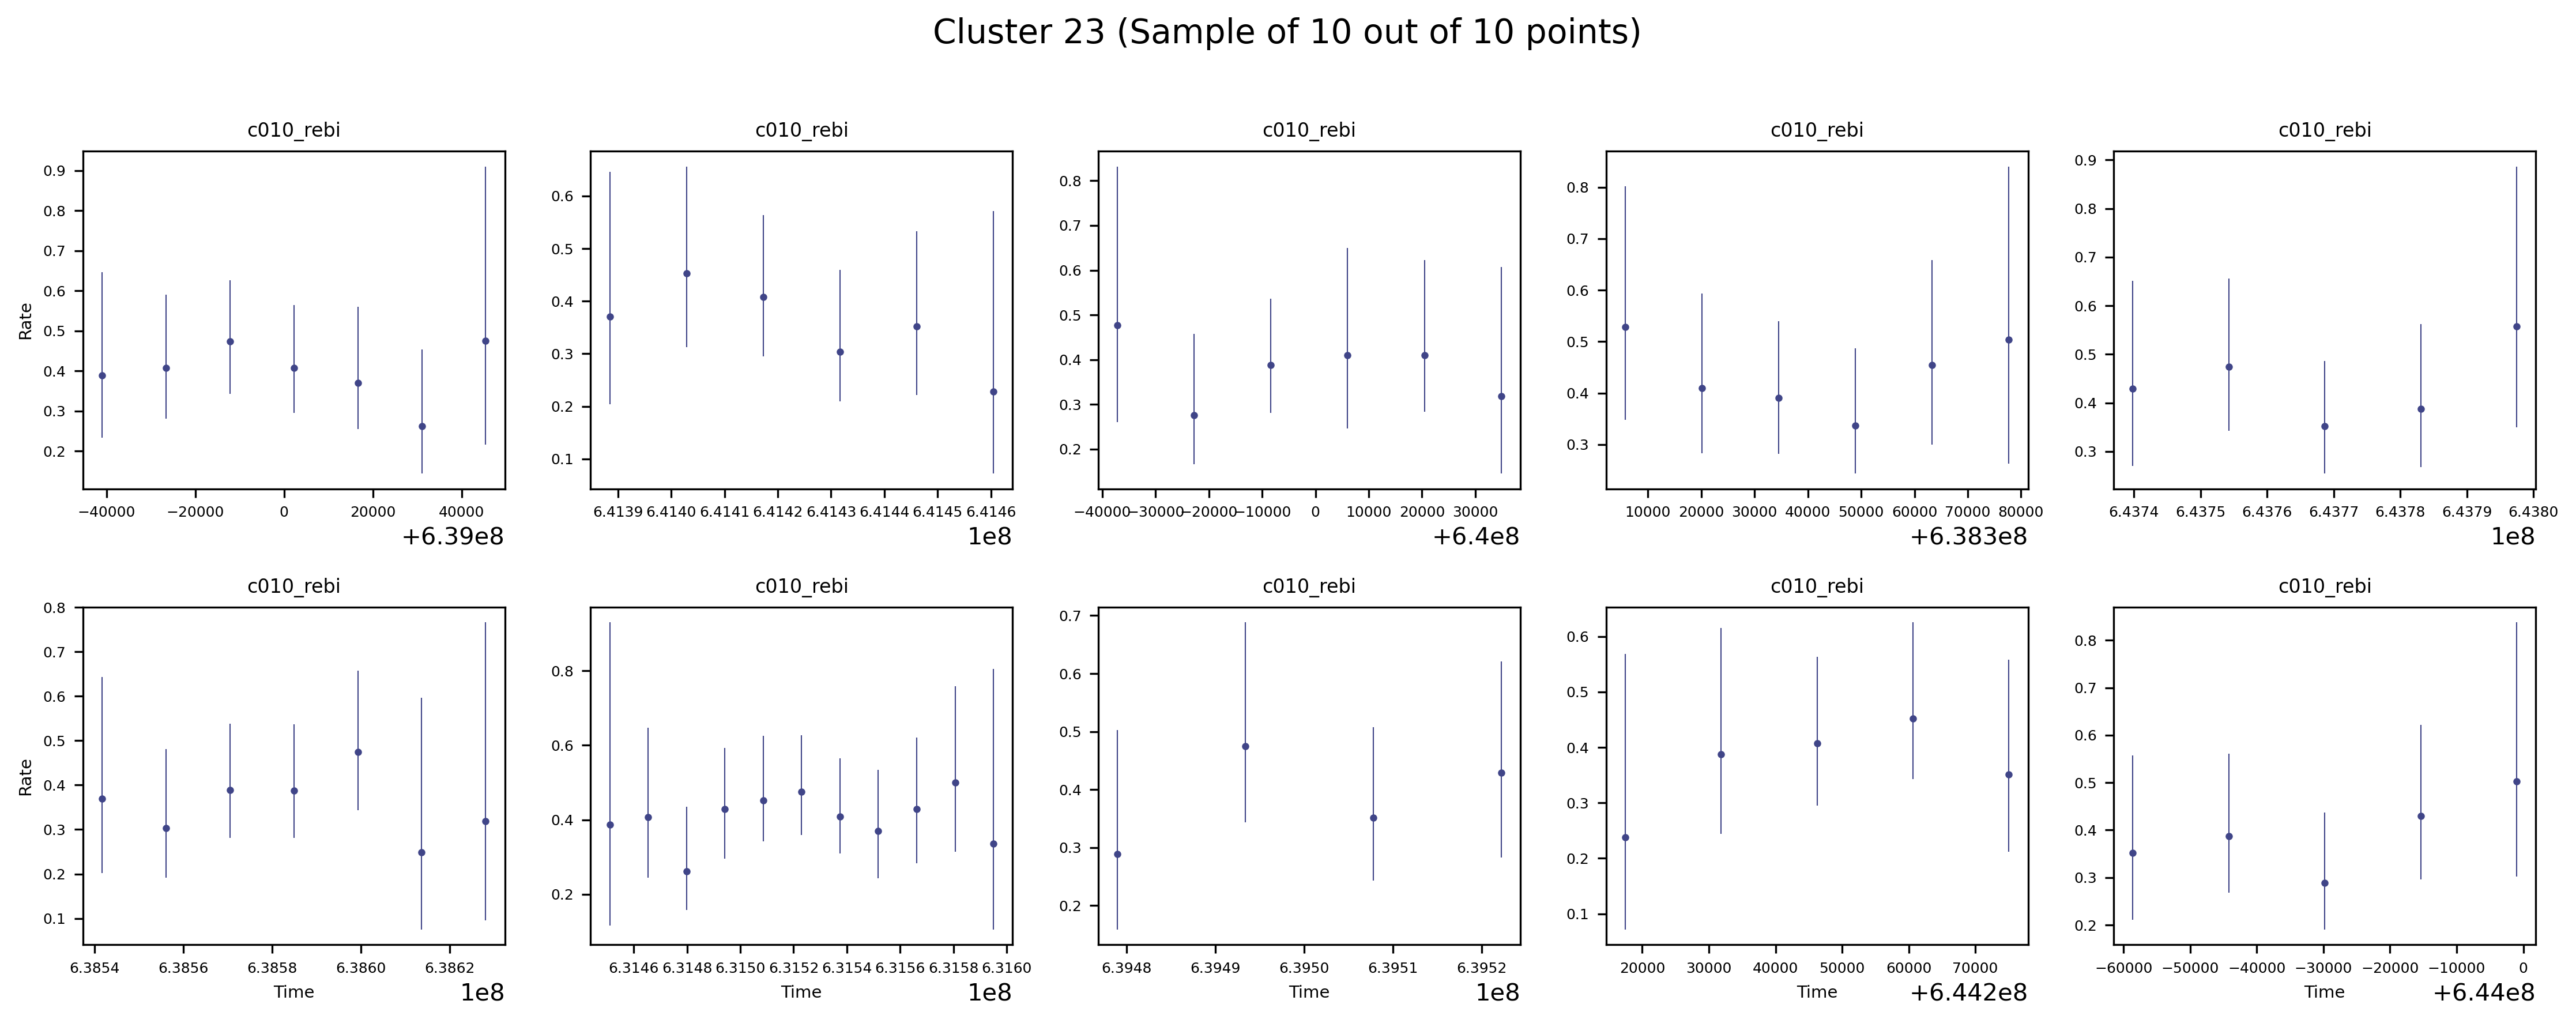 Cluster 23 (Sample of 10 out of 10 points)
c010_rebi c010_rebi c010_rebi c010_rebi c010_rebi
0.9
0.8
0.7
0.6
0.5
0.4
0.3
0.2
Rate
−40000 −20000 0 20000 40000
+6.39e8
0.6
0.5
0.4
0.3
0.2
0.1
6.4139 6.4140 6.4141 6.4142 6.4143 6.4144 6.4145 6.4146
1e8
0.8
0.7
0.6
0.5
0.4
0.3
0.2
−40000 −30000 −20000 −10000 0 10000 20000 30000
+6.4e8
0.8
0.7
0.6
0.5
0.4
0.3
10000 20000 30000 40000 50000 60000 70000 80000
+6.383e8
0.9
0.8
0.7
0.6
0.5
0.4
0.3
6.4374 6.4375 6.4376 6.4377 6.4378 6.4379 6.4380
1e8
c010_rebi c010_rebi c010_rebi c010_rebi c010_rebi
0.8
0.7
0.6
0.5
0.4
0.3
0.2
0.1
Rate
6.3854 6.3856 6.3858 6.3860 6.3862
Time 1e8
0.8
0.6
0.4
0.2
6.3146 6.3148 6.3150 6.3152 6.3154 6.3156 6.3158 6.3160
Time 1e8
0.7
0.6
0.5
0.4
0.3
0.2
6.3948 6.3949 6.3950 6.3951 6.3952
Time 1e8
0.6
0.5
0.4
0.3
0.2
0.1
20000 30000 40000 50000 60000 70000
Time +6.442e8
0.8
0.7
0.6
0.5
0.4
0.3
0.2
−60000 −50000 −40000 −30000 −20000 −10000 0
Time +6.44e8